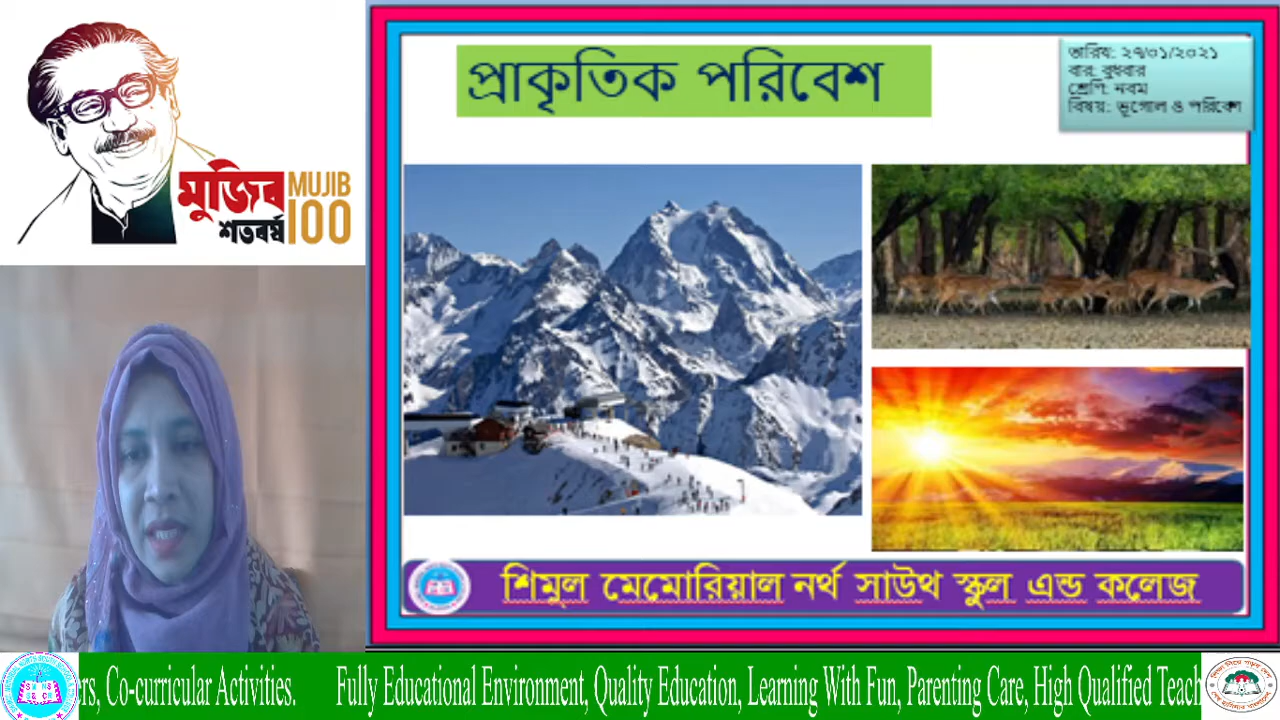 মুজিব
শতবর্ষ
MUJIB
100
প্রাকৃতিক পরিবেশ
তারিখ: ২৭/০১/২০২১
বার: বুধবার
শ্রেণি: নবম
বিষয়: ভূগোল ও পরিবেশ
শিমুল মেমোরিয়াল নর্থ সাউথ স্কুল এন্ড কলেজ
rs, Co-curricular Activities. Fully Educational Environment, Quality Education, Learning With Fun, Parenting Care, High Qualified Teach